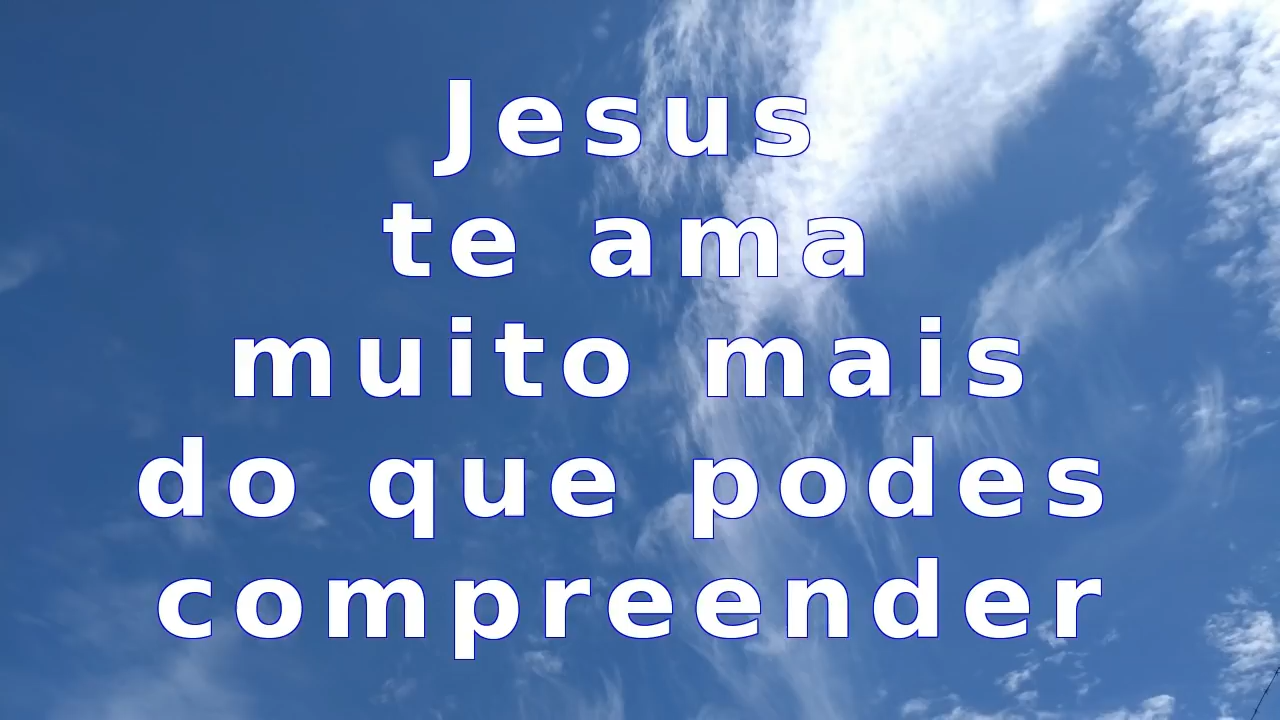 Jesus
te ama
muito mais
do que podes
compreender